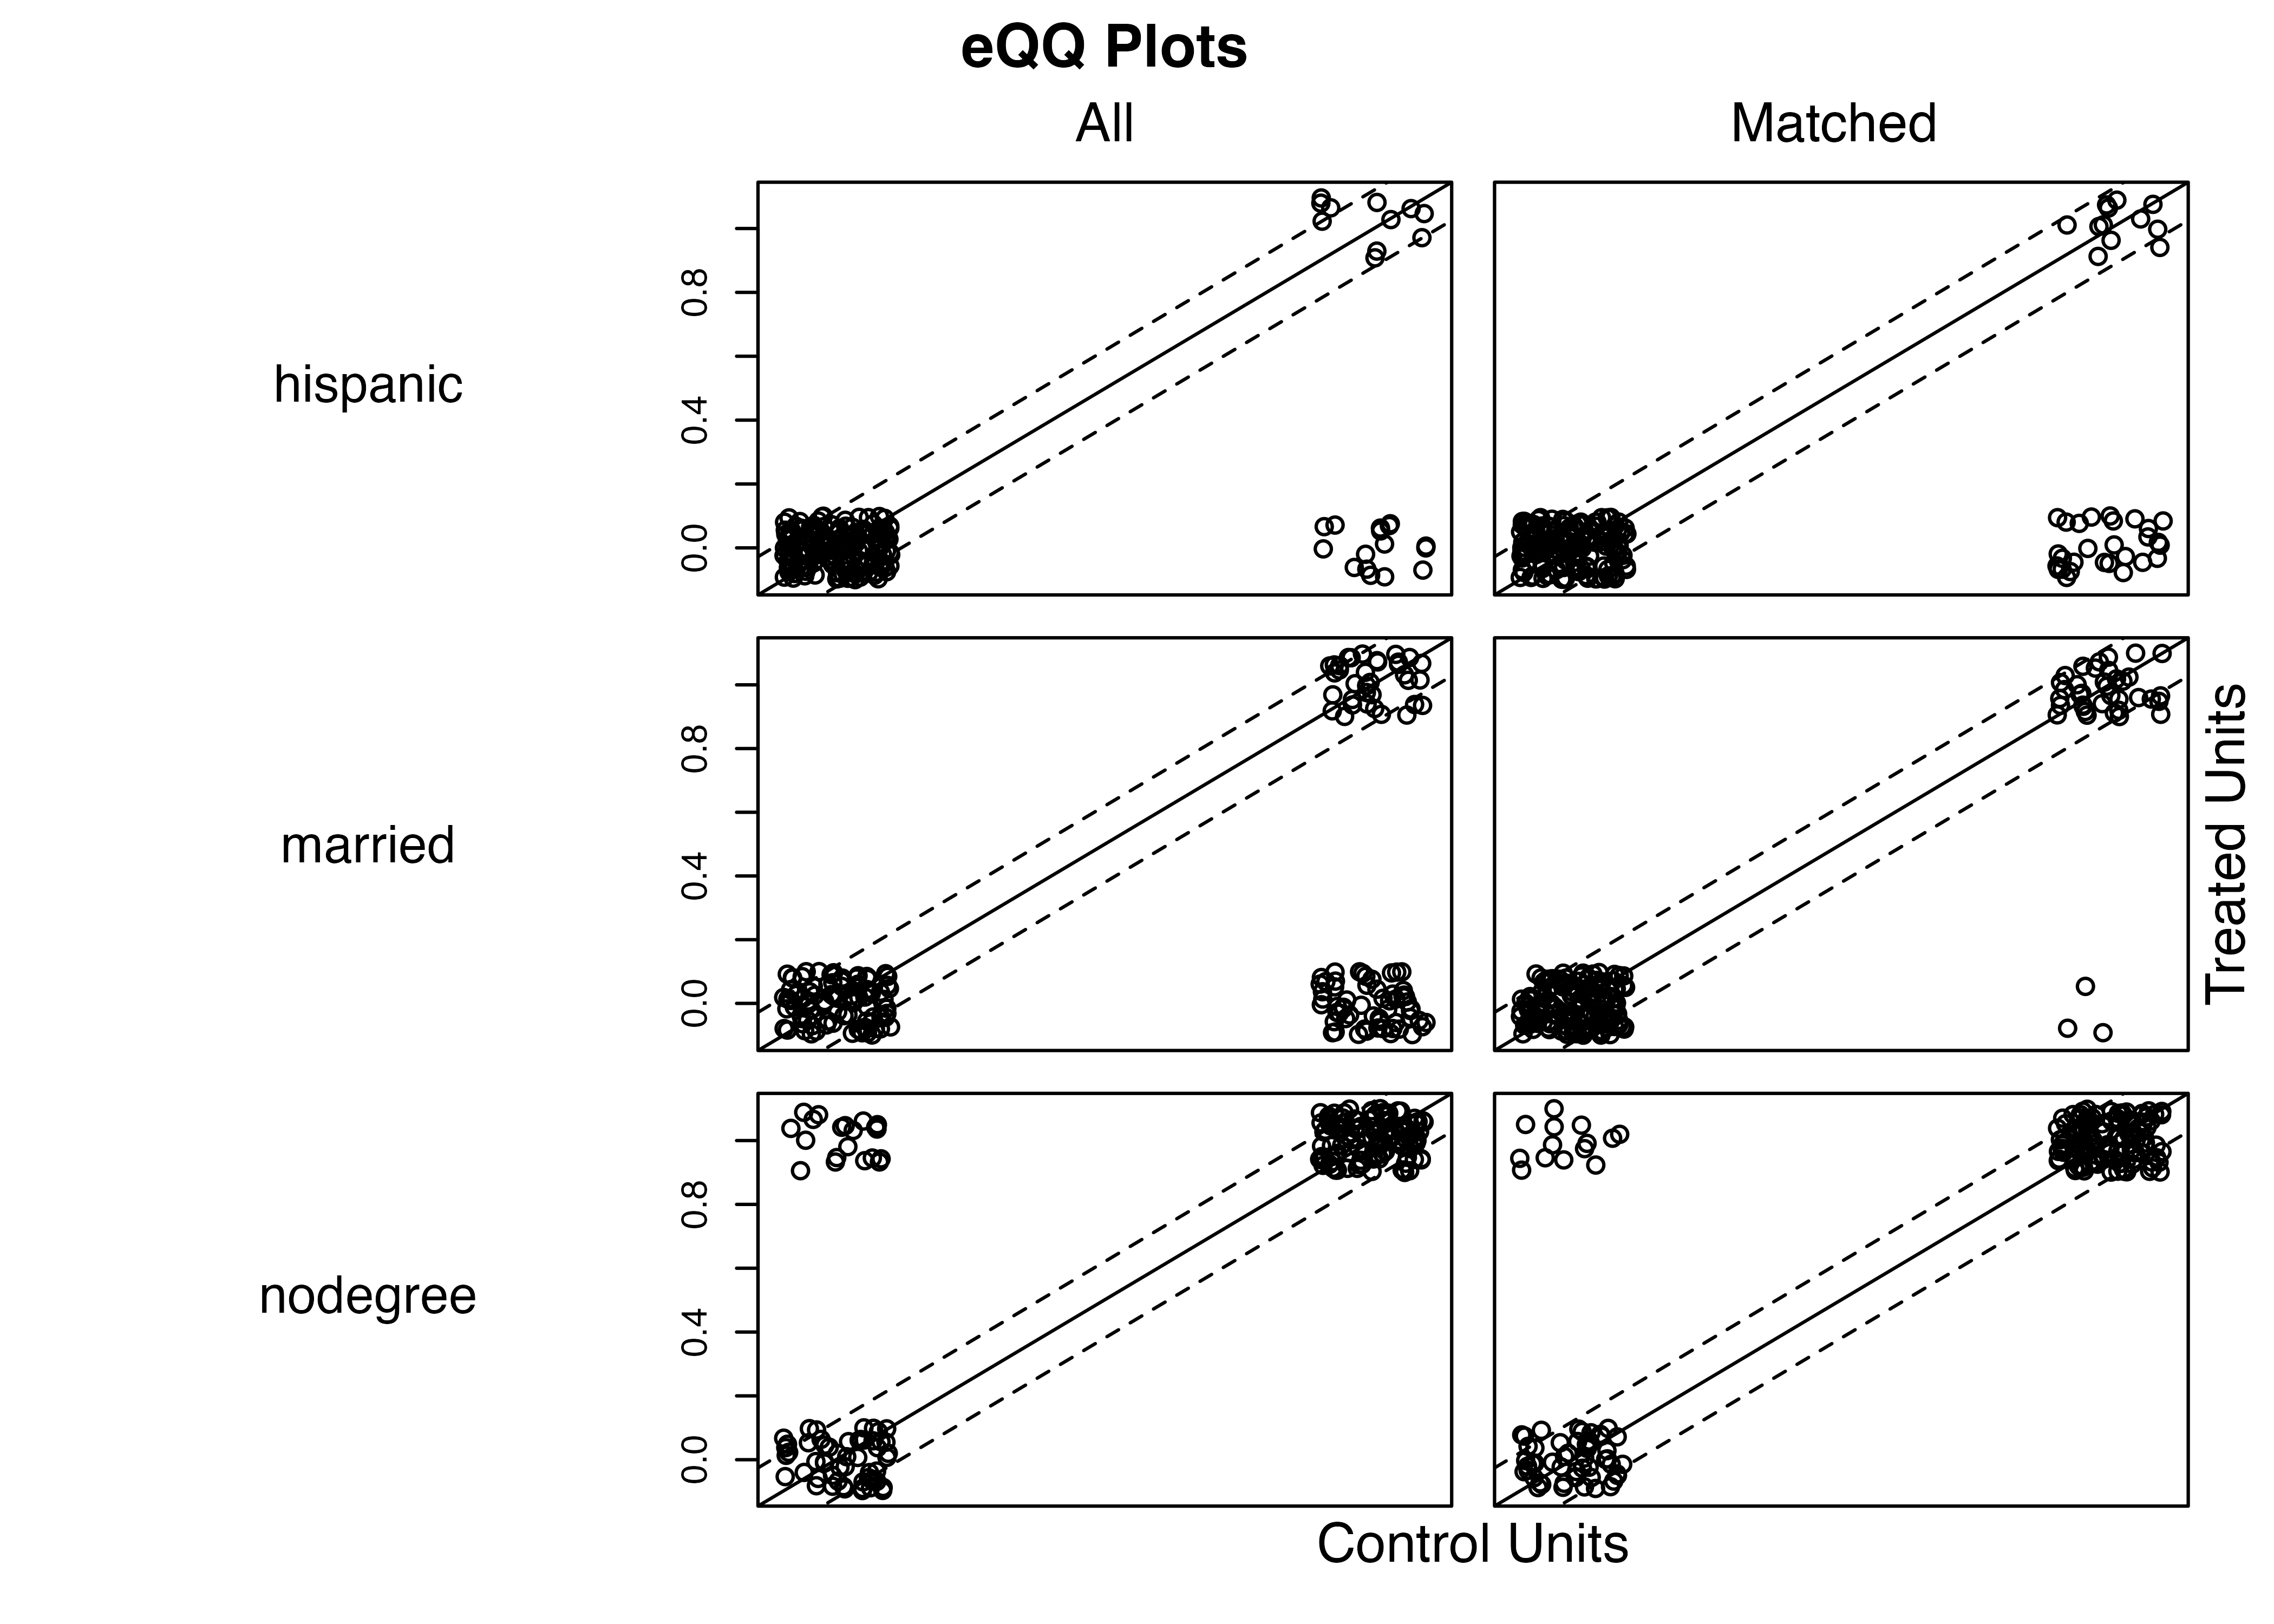 eQQ Plots
All
Matched
hispanic
0.0 0.4 0.8
married
0.0 0.4 0.8
Treated Units
nodegree
0.0 0.4 0.8
Control Units